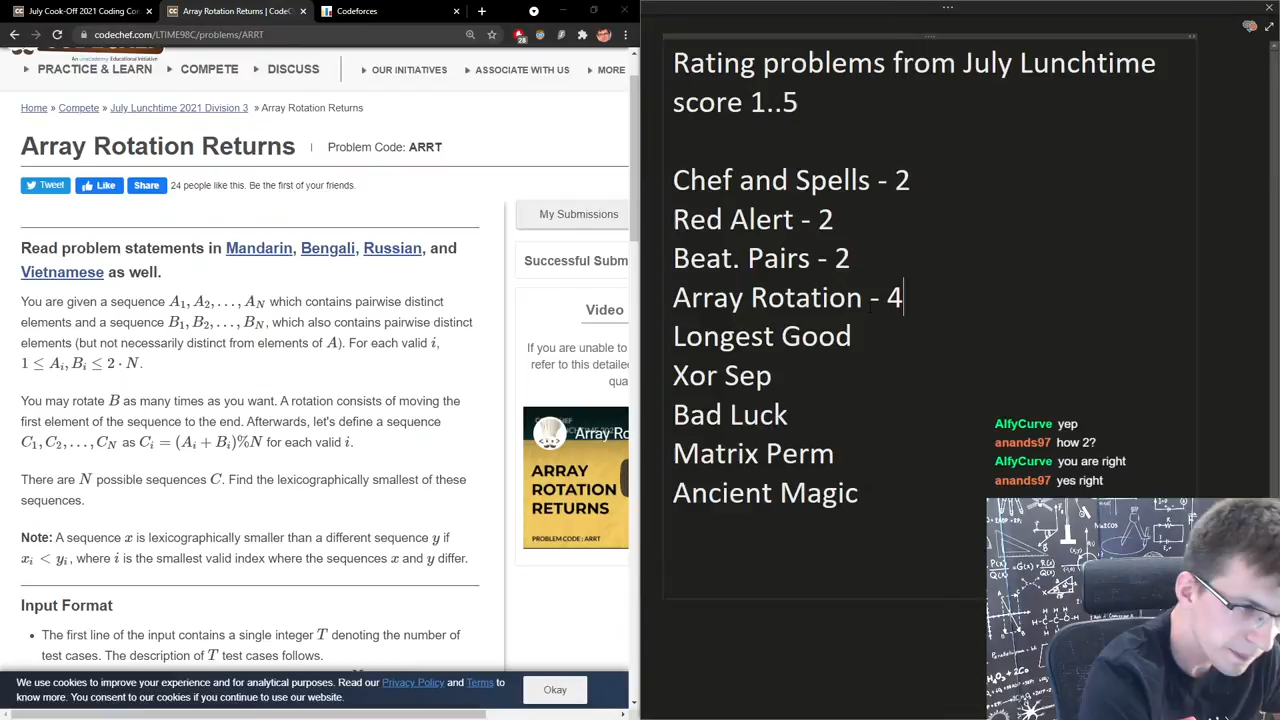 July Cook-Off 2021 Coding Con
Array Rotation Returns | CodeC
Codeforces
codechef.com/LTIME98C/problems/ARRT
28
An unacademy Educational Initiative
PRACTICE & LEARN
COMPETE
DISCUSS
OUR INITIATIVES
ASSOCIATE WITH US
MORE
Home » Compete » July Lunchtime 2021 Division 3 » Array Rotation Returns
Array Rotation Returns | Problem Code: ARRT
Tweet
Like
Share
24 people like this. Be the first of your friends.
My Submissions
Successful Subm
Read problem statements in Mandarin, Bengali, Russian, and
Vietnamese as well.
You are given a sequence A1, A2, . . . , AN which contains pairwise distinct
elements and a sequence B1, B2, . . . , BN, which also contains pairwise distinct
elements (but not necessarily distinct from elements of A). For each valid i,
1 ≤ Ai, Bi ≤ 2 · N.
You may rotate B as many times as you want. A rotation consists of moving the
first element of the sequence to the end. Afterwards, let's define a sequence
C1, C2, . . . , CN as Ci = (Ai + Bi)%N for each valid i.
There are N possible sequences C. Find the lexicographically smallest of these
sequences.
Note: A sequence x is lexicographically smaller than a different sequence y if
xi < yi, where i is the smallest valid index where the sequences x and y differ.
Input Format
The first line of the input contains a single integer T denoting the number of
test cases. The description of T test cases follows.
Video
If you are unable to
refer to this detailed
qua
Array Ro
ARRAY
ROTATION
RETURNS
PROBLEM CODE: ARRT
We use cookies to improve your experience and for analytical purposes. Read our Privacy Policy and Terms to
know more. You consent to our cookies if you continue to use our website.
Okay
Rating problems from July Lunchtime
score 1..5
Chef and Spells - 2
Red Alert - 2
Beat. Pairs - 2
Array Rotation - 4
Longest Good
Xor Sep
Bad Luck
Matrix Perm
Ancient Magic
AlfyCurve yep
anands97 how 2?
AlfyCurve you are right
anands97 yes right